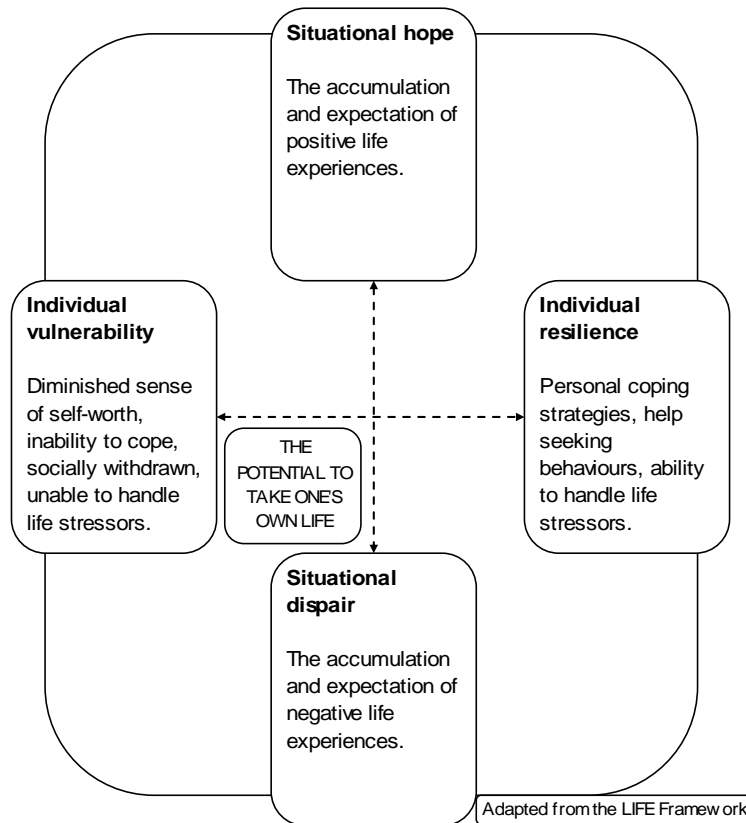 Situational hope
The accumulation
and expectation of
positive life
experiences.
Individual
vulnerability
Diminished sense
of self-worth,
inability to cope,
socially withdrawn,
unable to handle
life stressors.
THE
POTENTIAL TO
TAKE ONE'S
OWN LIFE
Individual
resilience
Personal coping
strategies, help
seeking
behaviours, ability
to handle life
stressors.
Situational
dispair
The accumulation
and expectation of
negative life
experiences.
Adapted from the LIFE Framework